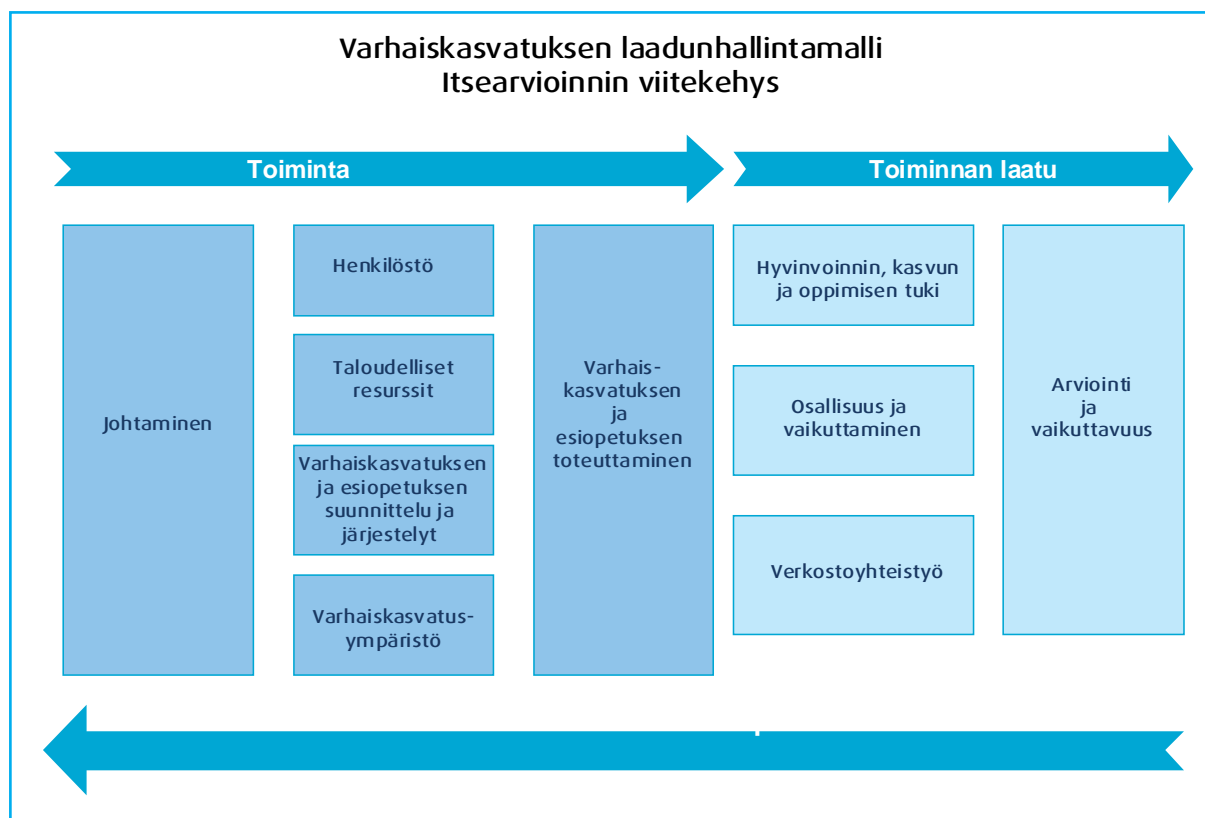 Varhaiskasvatuksen laadunhallintamalli
Itsearvioinnin viitekehys
Toiminta
Toiminnan laatu
Johtaminen
Henkilöstö
Taloudelliset
resurssit
Varhaiskasvatuksen
ja esiopetuksen
suunnittelu ja
järjestelyt
Varhaiskasvatus-
ympäristö
Varhais-
kasvatuksen
ja
esiopetuksen
toteuttaminen
Hyvinvoinnin, kasvun
ja oppimisen tuki
Osallisuus ja
vaikuttaminen
Verkostoyhteistyö
Arviointi
ja
vaikuttavuus